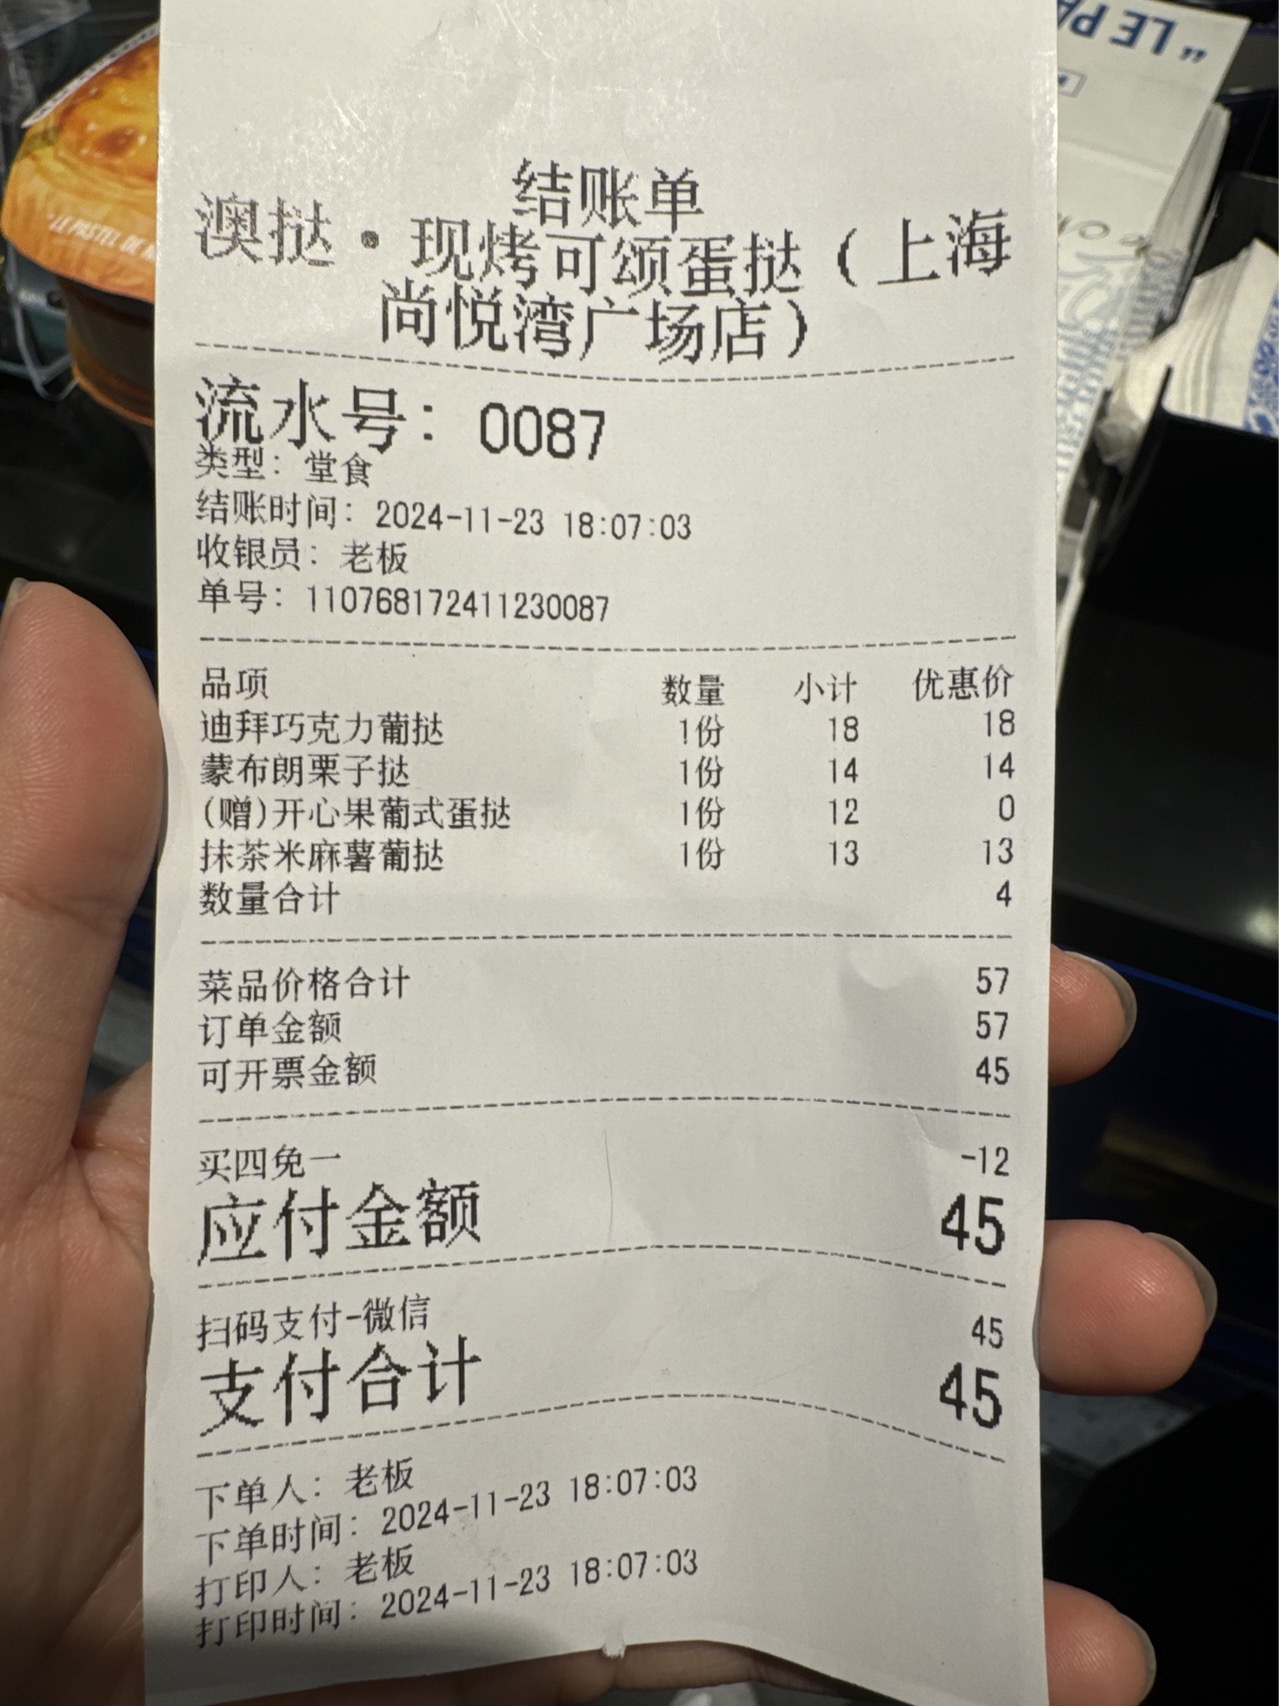 结账单
澳挞·现烤可颂蛋挞（上海
尚悦湾广场店）
流水号：0087
类型：堂食
结账时间：2024-11-23 18:07:03
收银员：老板
单号：110768172411230087
品项 数量 小计 优惠价
迪拜巧克力葡挞 1份 18 18
蒙布朗栗子挞 1份 14 14
(赠)开心果葡式蛋挞 1份 12 0
抹茶米麻薯葡挞 1份 13 13
数量合计 4
菜品价格合计 57
订单金额 57
可开票金额 45
买四免一 -12
应付金额 45
扫码支付-微信 45
支付合计 45
下单人：老板
下单时间：2024-11-23 18:07:03
打印人：老板
打印时间：2024-11-23 18:07:03
"LE PA
LE PASTEL DE N